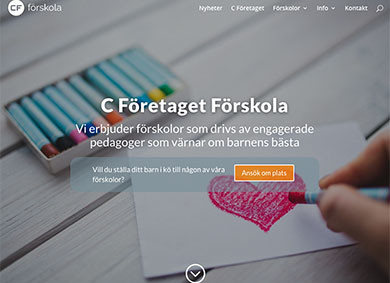 CF förskola
Nyheter C Företaget Förskolor Info Kontakt
C Företaget Förskola
Vi erbjuder förskolor som drivs av engagerade
pedagoger som värnar om barnens bästa
Vill du ställa ditt barn i kö till någon av våra
förskolor?
Ansök om plats